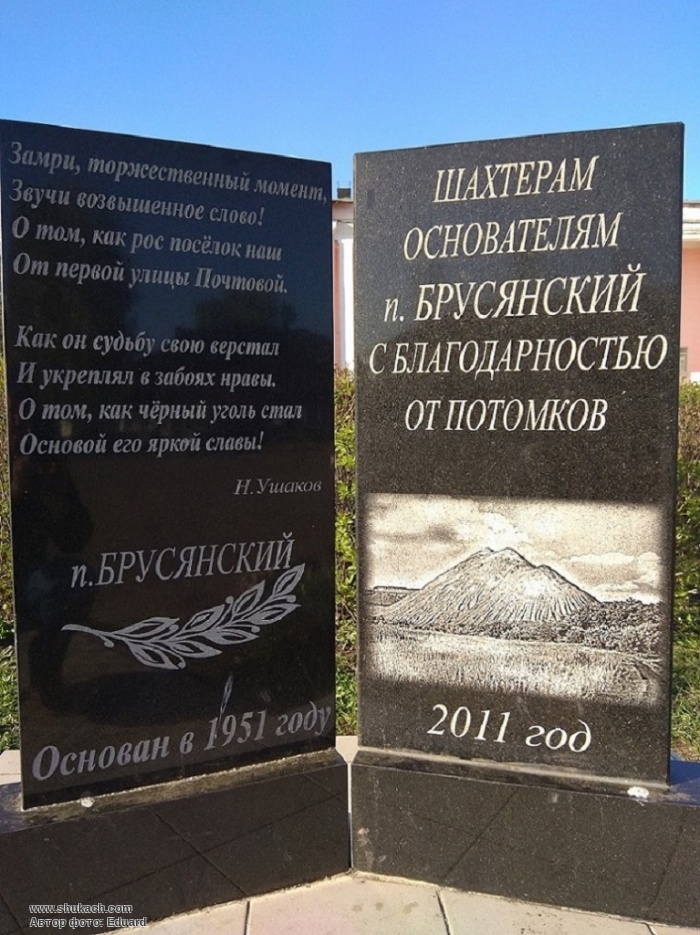 Замри, торжественный момент,
Звучи возвышенное слово!
О том, как рос посёлок наш
От первой улицы Почтовой.
Как он судьбу свою верстал
И укреплял в забоях нравы.
О том, как чёрный уголь стал
Основой его яркой славы!
Н.Ушаков
п.БРУСЯНСКИЙ
Основан в 1951 году
ШАХТЕРАМ
ОСНОВАТЕЛЯМ
п. БРУСЯНСКИЙ
С БЛАГОДАРНОСТЬЮ
ОТ ПОТОМКОВ
2011 год
www.shukach.com
Автор фото: Eduard